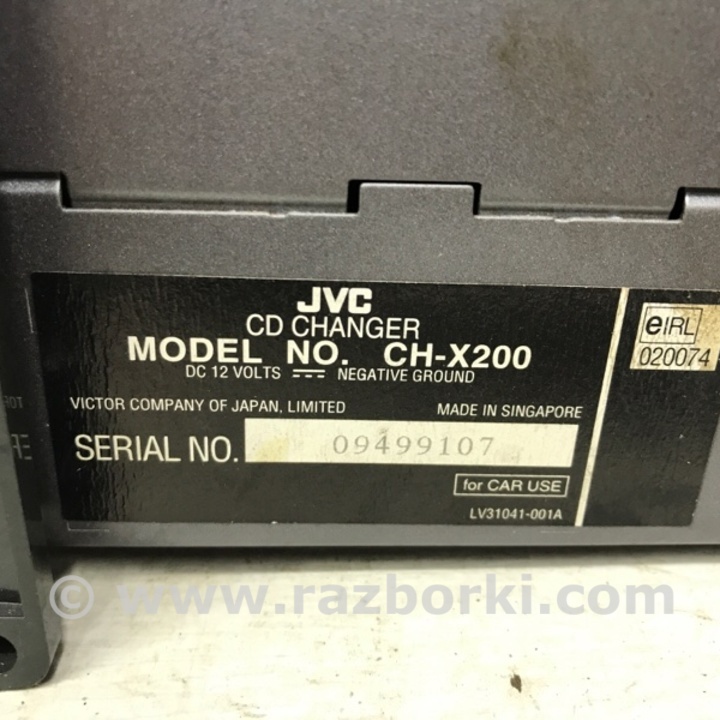 JVC
CD CHANGER
MODEL NO. CH-X200
DC 12 VOLTS NEGATIVE GROUND
VICTOR COMPANY OF JAPAN, LIMITED MADE IN SINGAPORE
SERIAL NO. 09499107
for CAR USE
LV31041-001A
eIRL
020074
© www.razborki.com